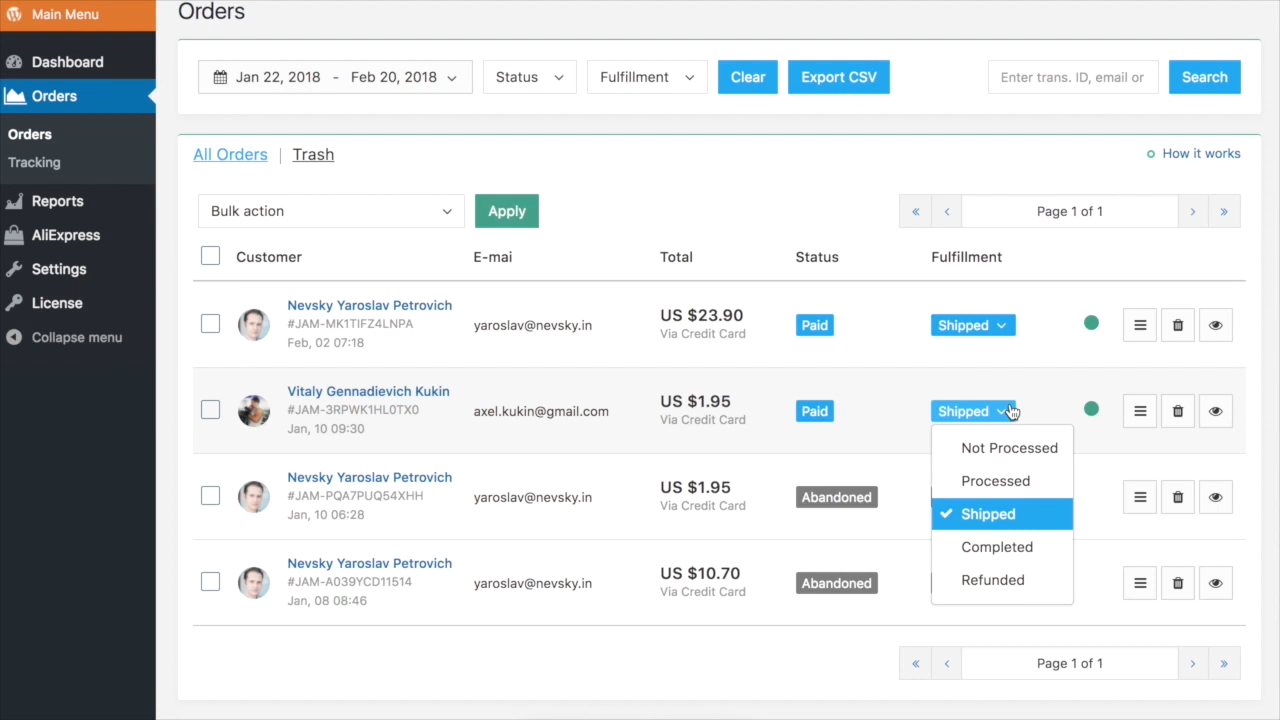 Main Menu
Dashboard
Orders
Orders
Tracking
Reports
AliExpress
Settings
License
Collapse menu
Orders
Jan 22, 2018 - Feb 20, 2018
Status
Fulfillment
Clear
Export CSV
Enter trans. ID, email or
Search
All Orders | Trash
How it works
Bulk action
Apply
« ‹ Page 1 of 1 › »
Customer E-mai Total Status Fulfillment
Nevsky Yaroslav Petrovich
#JAM-MK1TIFZ4LNPA
Feb, 02 07:18
yaroslav@nevsky.in
US $23.90
Via Credit Card
Paid
Shipped
Vitaly Gennadievich Kukin
#JAM-3RPWK1HL0TX0
Jan, 10 09:30
axel.kukin@gmail.com
US $1.95
Via Credit Card
Paid
Shipped
Not Processed
Processed
Shipped
Completed
Refunded
Nevsky Yaroslav Petrovich
#JAM-PQA7PUQ54XHH
Jan, 10 06:28
yaroslav@nevsky.in
US $1.95
Via Credit Card
Abandoned
Nevsky Yaroslav Petrovich
#JAM-A039YCD11514
Jan, 08 08:46
yaroslav@nevsky.in
US $10.70
Via Credit Card
Abandoned
« ‹ Page 1 of 1 › »